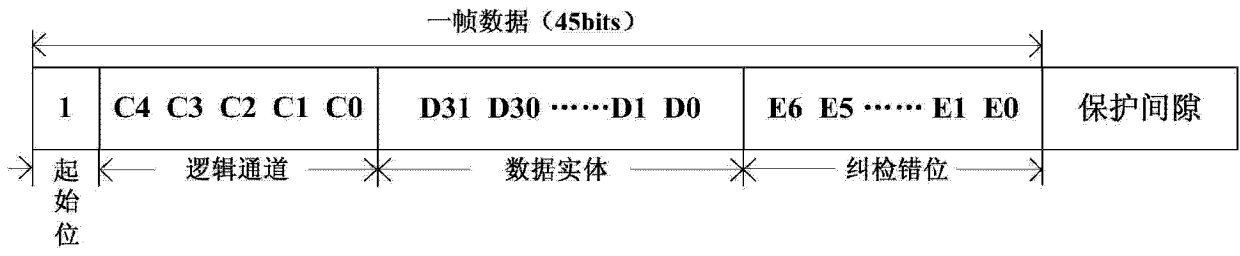 一帧数据（45bits）
1 C4 C3 C2 C1 C0 D31 D30 ……D1 D0 E6 E5 …… E1 E0 保护间隙
起始位 逻辑通道 数据实体 纠检错位